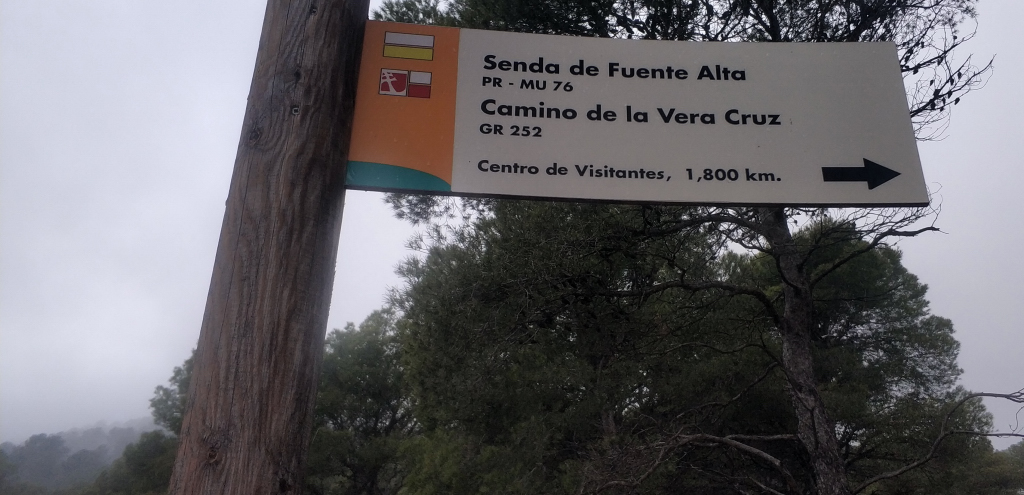 Senda de Fuente Alta
PR - MU 76
Camino de la Vera Cruz
GR 252
Centro de Visitantes, 1,800 km.